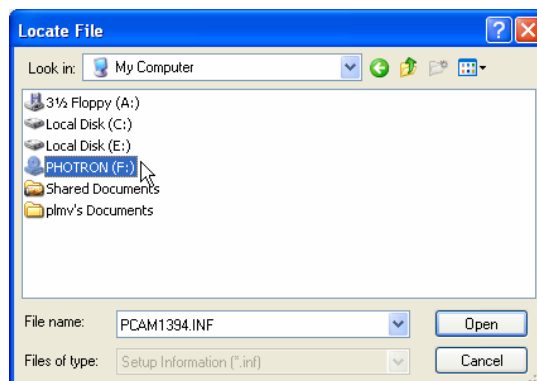 Locate File
Look in: My Computer
3½ Floppy (A:)
Local Disk (C:)
Local Disk (E:)
PHOTRON (F:)
Shared Documents
plmv's Documents
File name: PCAM1394.INF Open
Files of type: Setup Information (*.inf) Cancel